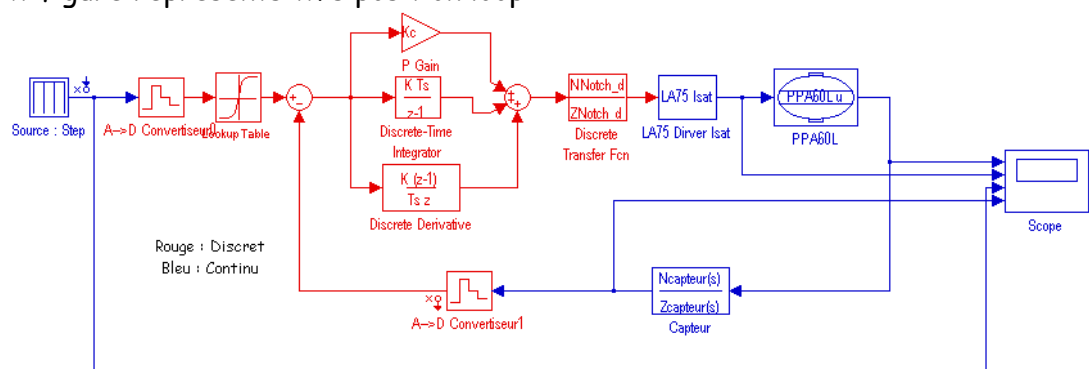 Kc
P Gain
x
Source : Step
A-->D Convertiseur0
Lookup Table
K Ts
z-1
Discrete-Time
Integrator
NNotch_d
ZNotch_d
Discrete
Transfer Fcn
LA75 Isat
LA75 Dirver Isat
PPA60L u
PPA60L
K (z-1)
Ts z
Discrete Derivative
Scope
Rouge : Discret
Bleu : Continu
x
A-->D Convertiseur1
Ncapteur(s)
Zcapteur(s)
Capteur